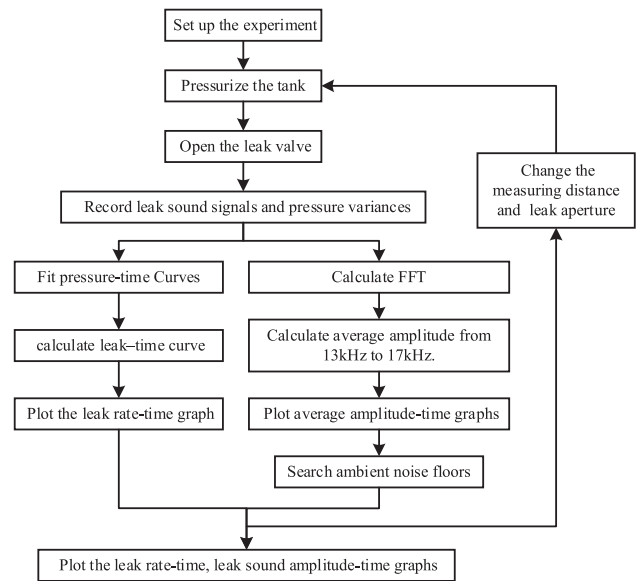 Set up the experiment
Pressurize the tank
Open the leak valve
Change the
measuring distance
and leak aperture
Record leak sound signals and pressure variances
Fit pressure-time Curves
Calculate FFT
calculate leak–time curve
Calculate average amplitude from
13kHz to 17kHz.
Plot the leak rate-time graph
Plot average amplitude-time graphs
Search ambient noise floors
Plot the leak rate-time, leak sound amplitude-time graphs